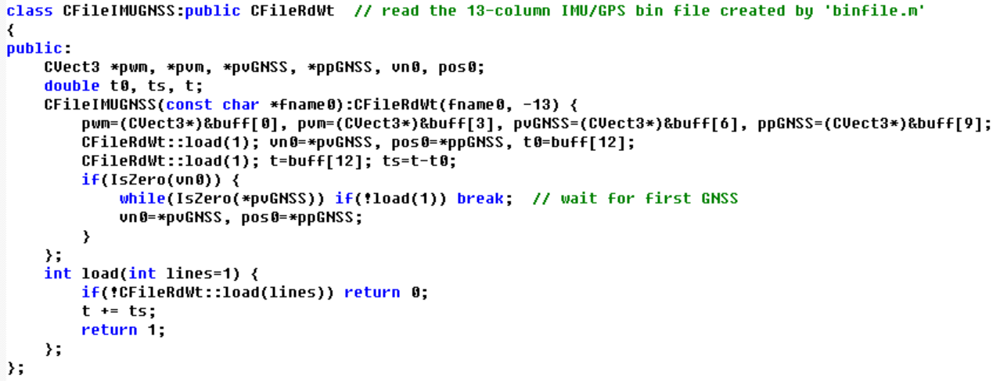 class CFileIMUGNSS:public CFileRdWt  // read the 13-column IMU/GPS bin file created by 'binfile.m'
{
public:
    CVect3 *pwm, *pvm, *pvGNSS, *ppGNSS, vn0, pos0;
    double t0, ts, t;
    CFileIMUGNSS(const char *fname0):CFileRdWt(fname0, -13) {
        pwm=(CVect3*)&buff[0], pvm=(CVect3*)&buff[3], pvGNSS=(CVect3*)&buff[6], ppGNSS=(CVect3*)&buff[9];
        CFileRdWt::load(1); vn0=*pvGNSS, pos0=*ppGNSS, t0=buff[12];
        CFileRdWt::load(1); t=buff[12]; ts=t-t0;
        if(IsZero(vn0)) {
            while(IsZero(*pvGNSS)) if(!load(1)) break;  // wait for first GNSS
            vn0=*pvGNSS, pos0=*ppGNSS;
        }
    };
    int load(int lines=1) {
        if(!CFileRdWt::load(lines)) return 0;
        t += ts;
        return 1;
    };
};